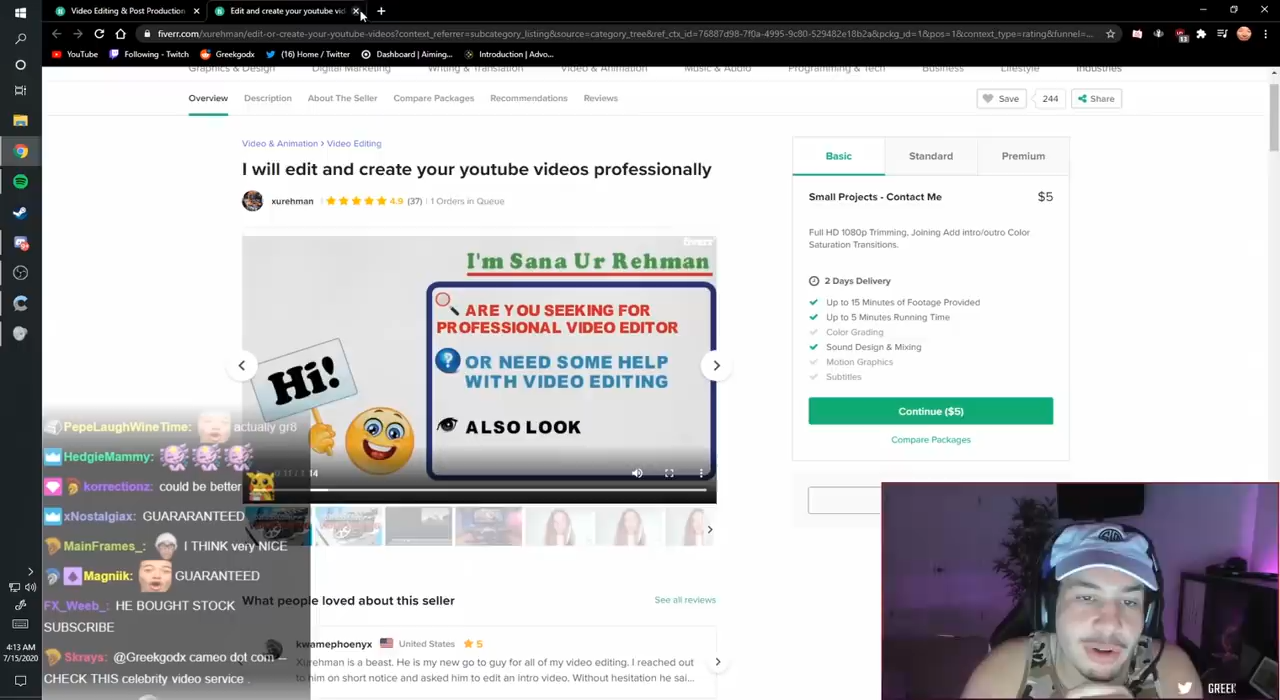 Video Editing & Post Production
Edit and create your youtube vid
fiverr.com/xurehman/edit-or-create-your-youtube-videos?context_referrer=subcategory_listing&source=category_tree&ref_ctx_id=76887d98-7f0a-4995-9c80-529482e18b2a&pckg_id=1&pos=1&context_type=rating&funnel=...
YouTube
Following - Twitch
Greekgodx
(16) Home / Twitter
Dashboard | Aiming...
Introduction | Advo...
Graphics & Design
Digital Marketing
Writing & Translation
Video & Animation
Music & Audio
Programming & Tech
Business
Lifestyle
Industries
Overview
Description
About The Seller
Compare Packages
Recommendations
Reviews
Save
244
Share
Video & Animation > Video Editing
I will edit and create your youtube videos professionally
xurehman
4.9 (37) | 1 Orders in Queue
fiverr
I'm Sana Ur Rehman
ARE YOU SEEKING FOR
PROFESSIONAL VIDEO EDITOR
OR NEED SOME HELP
WITH VIDEO EDITING
ALSO LOOK
Hi!
Basic
Standard
Premium
Small Projects - Contact Me
$5
Full HD 1080p Trimming, Joining Add intro/outro Color
Saturation Transitions.
2 Days Delivery
Up to 15 Minutes of Footage Provided
Up to 5 Minutes Running Time
Color Grading
Sound Design & Mixing
Motion Graphics
Subtitles
Continue ($5)
Compare Packages
PepeLaughWineTime: actually gr8
HedgieMammy:
korrectionz: could be better
xNostalgiax: GUARARANTEED
MainFrames_: I THINK very NICE
Magniik: GUARANTEED
FX_Weeb_: HE BOUGHT STOCK
SUBSCRIBE
Skrays: @Greekgodx cameo dot com –
CHECK THIS celebrity video service .
What people loved about this seller
See all reviews
kwamephoenyx
United States
5
Xurehman is a beast. He is my new go to guy for all of my video editing. I reached out
to him on short notice and asked him to edit an intro video. Without hesitation he sai...
4:13 AM
7/15/2020
GREEK